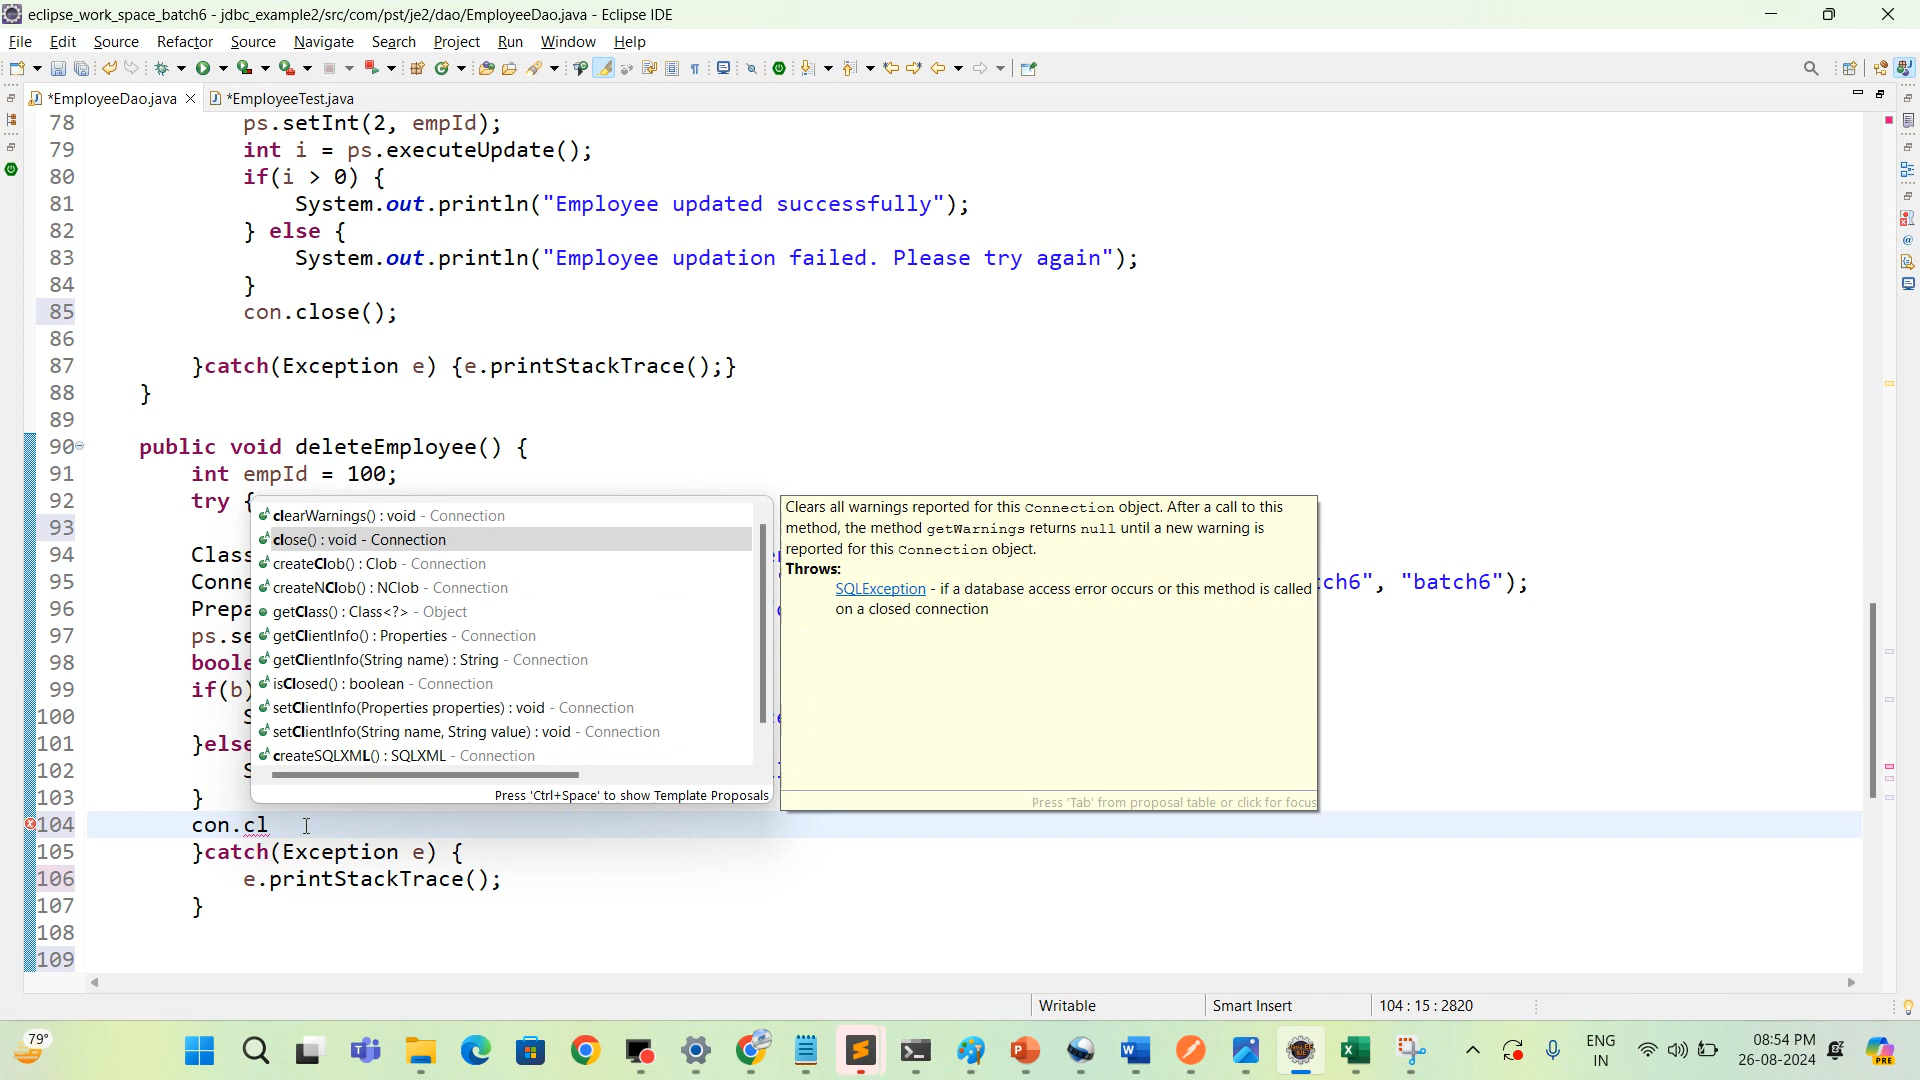 eclipse_work_space_batch6 - jdbc_example2/src/com/pst/je2/dao/EmployeeDao.java - Eclipse IDE
File Edit Source Refactor Source Navigate Search Project Run Window Help
*EmployeeDao.java *EmployeeTest.java
78 ps.setInt(2, empId);
79 int i = ps.executeUpdate();
80 if(i > 0) {
81 System.out.println("Employee updated successfully");
82 } else {
83 System.out.println("Employee updation failed. Please try again");
84 }
85 con.close();
86
87 }catch(Exception e) {e.printStackTrace();}
88 }
89
90 public void deleteEmployee() {
91 int empId = 100;
92 try {
93
94 Class
95 Conne ch6", "batch6");
96 Prepa
97 ps.se
98 boole
99 if(b)
100 S
101 }else
102 S
103 }
104 con.cl
105 }catch(Exception e) {
106 e.printStackTrace();
107 }
108
109
clearWarnings() : void - Connection
close() : void - Connection
createClob() : Clob - Connection
createNClob() : NClob - Connection
getClass() : Class<?> - Object
getClientInfo() : Properties - Connection
getClientInfo(String name) : String - Connection
isClosed() : boolean - Connection
setClientInfo(Properties properties) : void - Connection
setClientInfo(String name, String value) : void - Connection
createSQLXML() : SQLXML - Connection
Press 'Ctrl+Space' to show Template Proposals
Clears all warnings reported for this Connection object. After a call to this
method, the method getWarnings returns null until a new warning is
reported for this Connection object.
Throws:
SQLException - if a database access error occurs or this method is called
on a closed connection
Press 'Tab' from proposal table or click for focus
Writable Smart Insert 104 : 15 : 2820
79°
ENG
IN
08:54 PM
26-08-2024
PRE